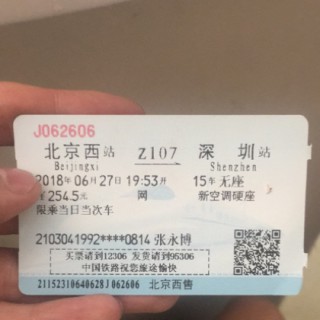 J062606
北京西站 Z107 深圳站
Beijingxi Shenzhen
2018年06月27日19:53开 15车无座
¥254.5元 网 新空调硬座
限乘当日当次车
2103041992****0814 张永博
买票请到12306 发货请到95306
中国铁路祝您旅途愉快
21152310640628J062606 北京西售